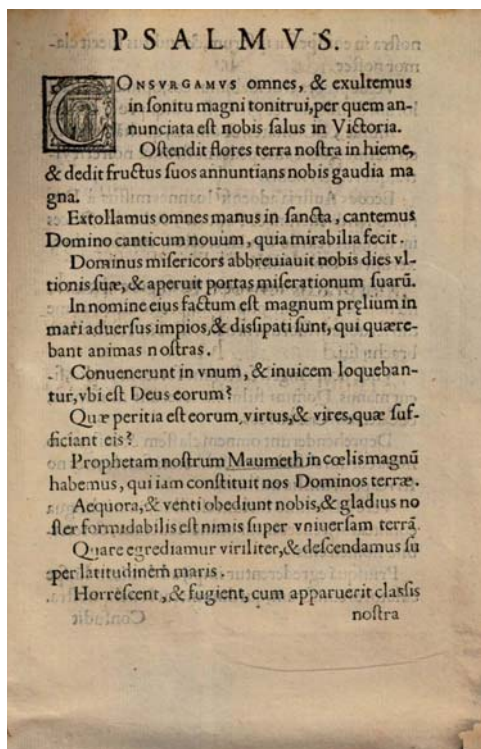 PSALMVS.
CONSVRGAMVS omnes, & exultemus
in ſonitu magni tonitrui, per quem an-
nunciata eſt nobis ſalus in Victoria.
Oſtendit flores terra noſtra in hieme,
& dedit fructus ſuos annuntians nobis gaudia ma
gna.
Extollamus omnes manus in ſancta, cantemus
Domino canticum nouum, quia mirabilia fecit.
Dominus miſericors abbreuiauit nobis dies vl-
tionis ſuæ, & aperuit portas miſerationum ſuarū.
In nomine eius factum eſt magnum pręlium in
mari aduerſus impios, & diſſipati ſunt, qui quære-
bant animas noſtras.
Conuenerunt in vnum, & inuicem loqueban-
tur, vbi eſt Deus eorum?
Quæ peritia eſt eorum, virtus, & vires, quæ ſuf-
ficiant eis?
Prophetam noſtrum Maumeth in cœlis magnū
habemus, qui iam conſtituit nos Dominos terræ.
Aequora, & venti obediunt nobis, & gladius no
ſter formidabilis eſt nimis ſuper vniuerſam terrā.
Quare egrediamur viriliter, & deſcendamus ſu
per latitudinem maris.
Horreſcent, & fugient, cum apparuerit claſſis
noſtra